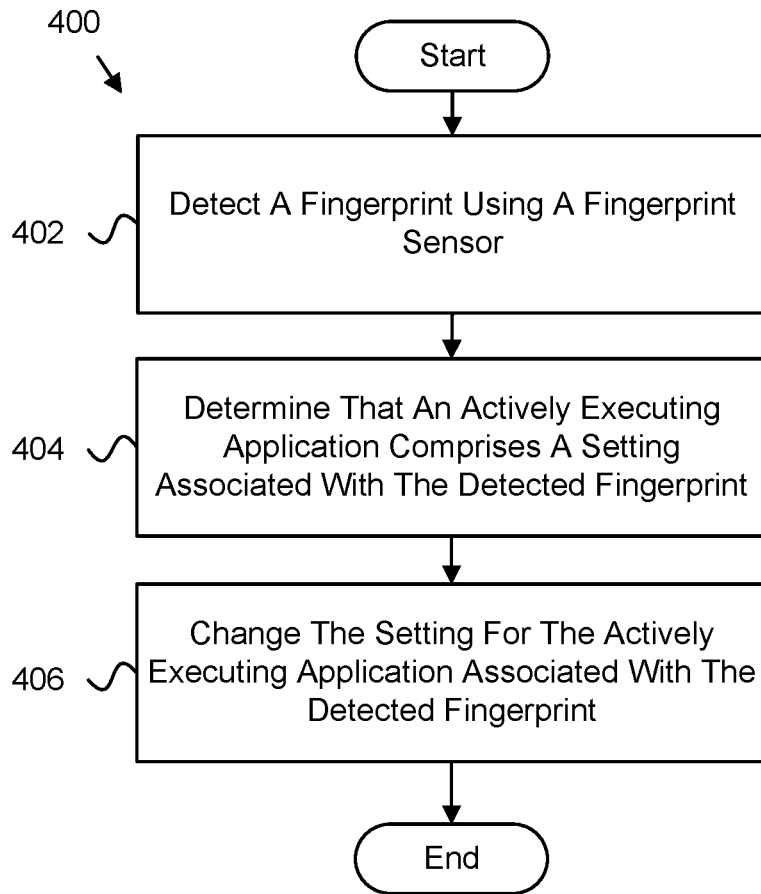 400
Start
402
Detect A Fingerprint Using A Fingerprint
Sensor
404
Determine That An Actively Executing
Application Comprises A Setting
Associated With The Detected Fingerprint
406
Change The Setting For The Actively
Executing Application Associated With The
Detected Fingerprint
End